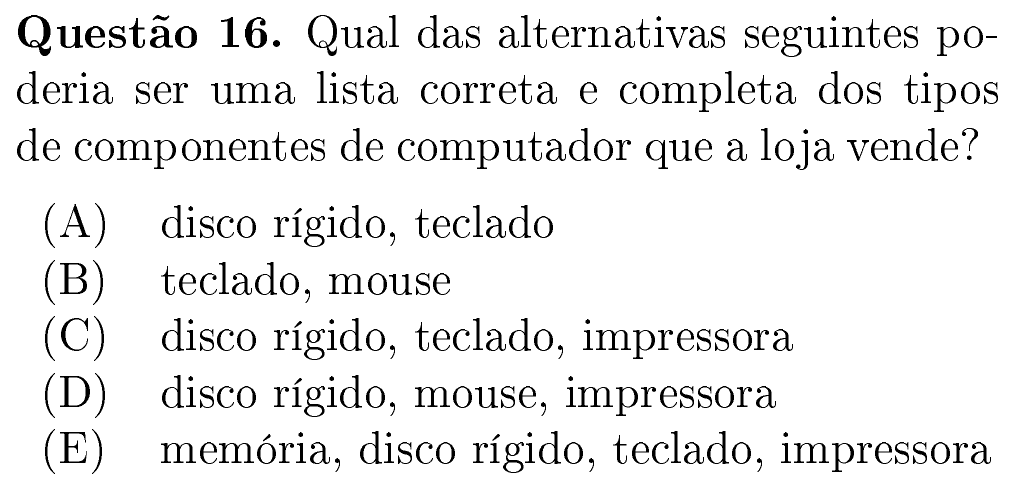 Questão 16. Qual das alternativas seguintes po-
deria ser uma lista correta e completa dos tipos
de componentes de computador que a loja vende?
(A) disco rígido, teclado
(B) teclado, mouse
(C) disco rígido, teclado, impressora
(D) disco rígido, mouse, impressora
(E) memória, disco rígido, teclado, impressora